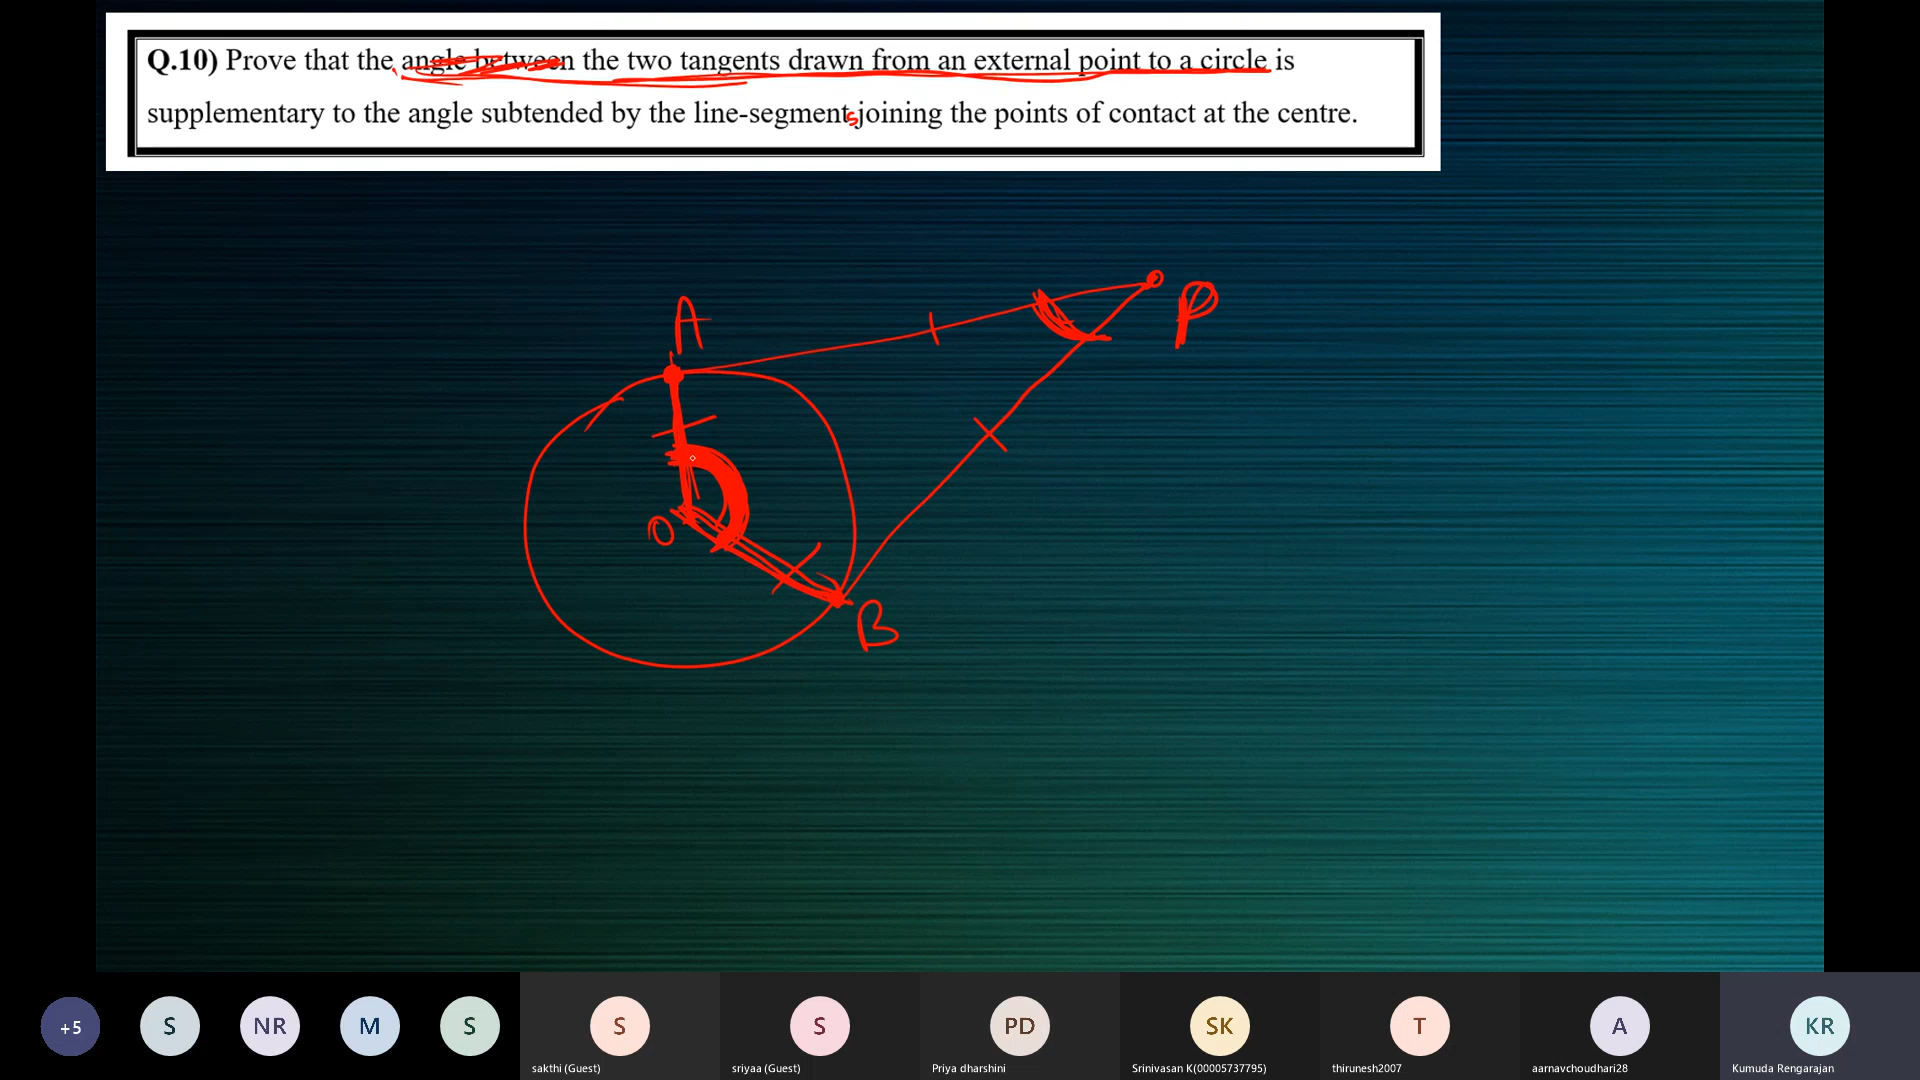 Q.10) Prove that the angle between the two tangents drawn from an external point to a circle is
supplementary to the angle subtended by the line-segments joining the points of contact at the centre.
A
P
O
B
+5
S
NR
M
S
S
sakthi (Guest)
S
sriyaa (Guest)
PD
Priya dharshini
SK
Srinivasan K(00005737795)
T
thirunesh2007
A
aarnavchoudhari28
KR
Kumuda Rengarajan